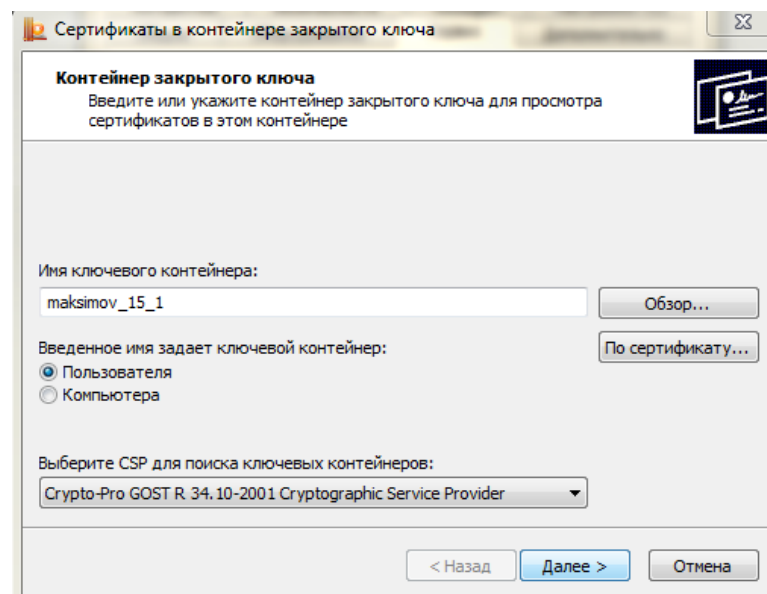 Сертификаты в контейнере закрытого ключа
Контейнер закрытого ключа
Введите или укажите контейнер закрытого ключа для просмотра
сертификатов в этом контейнере
Имя ключевого контейнера:
maksimov_15_1
Обзор...
Введенное имя задает ключевой контейнер:
По сертификату...
Пользователя
Компьютера
Выберите CSP для поиска ключевых контейнеров:
Crypto-Pro GOST R 34.10-2001 Cryptographic Service Provider
< Назад
Далее >
Отмена